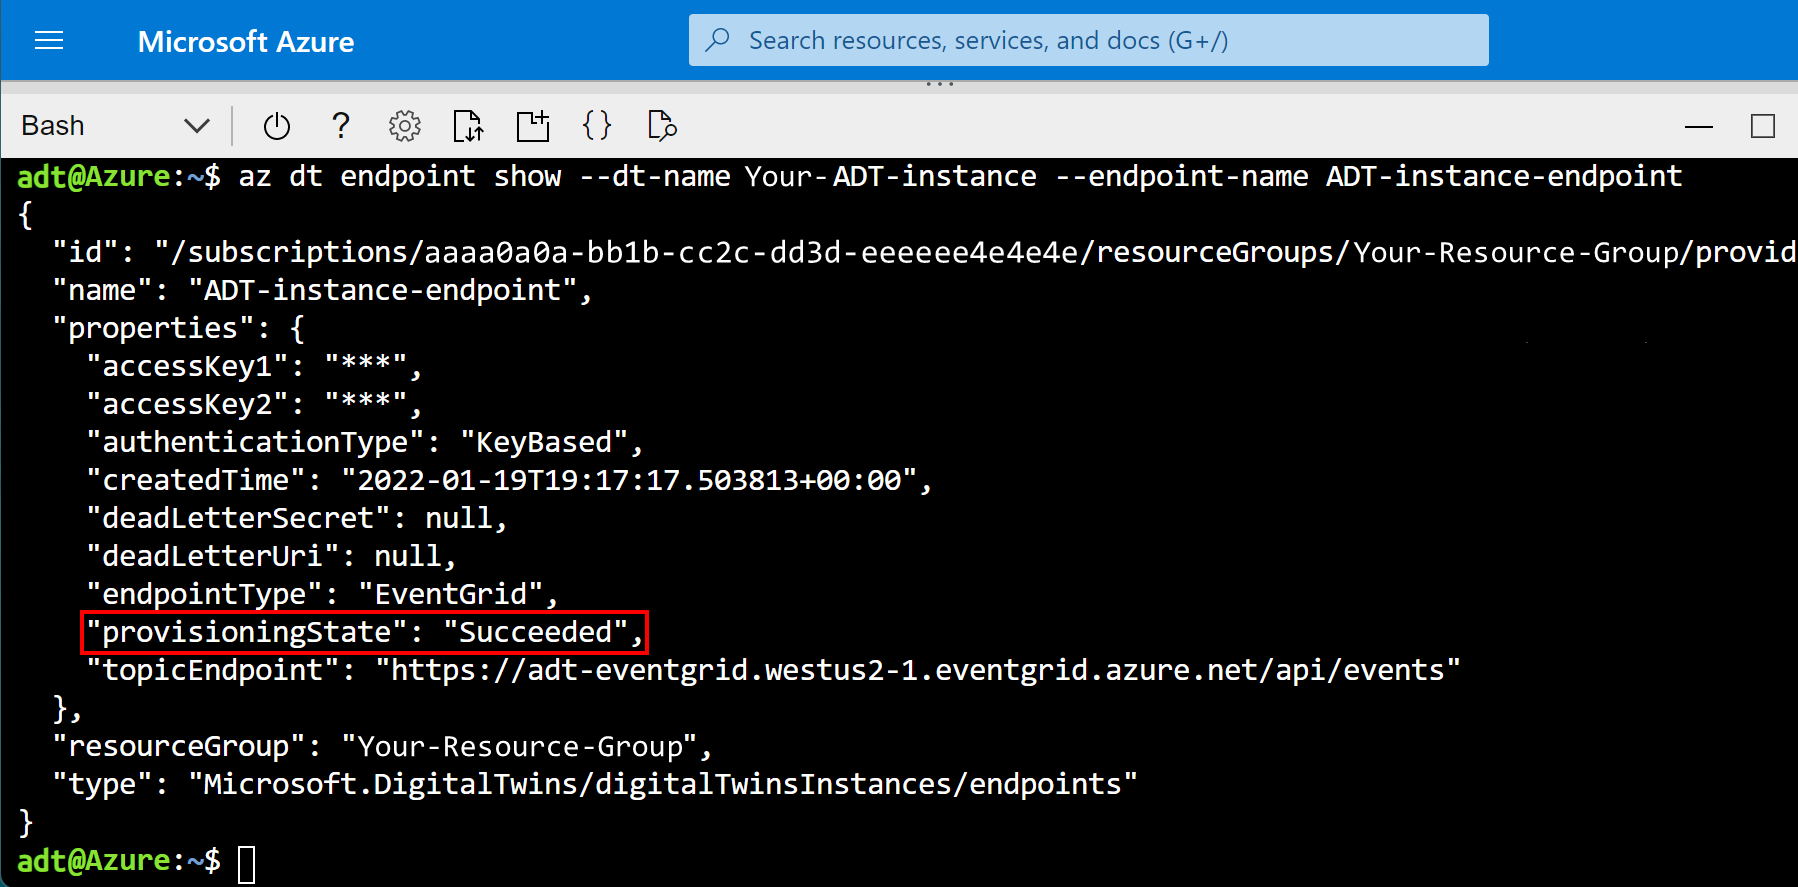 Microsoft Azure
Search resources, services, and docs (G+/)
Bash
adt@Azure:~$ az dt endpoint show --dt-name Your-ADT-instance --endpoint-name ADT-instance-endpoint
{
  "id": "/subscriptions/aaaa0a0a-bb1b-cc2c-dd3d-eeeeee4e4e4e/resourceGroups/Your-Resource-Group/provid
  "name": "ADT-instance-endpoint",
  "properties": {
    "accessKey1": "***",
    "accessKey2": "***",
    "authenticationType": "KeyBased",
    "createdTime": "2022-01-19T19:17:17.503813+00:00",
    "deadLetterSecret": null,
    "deadLetterUri": null,
    "endpointType": "EventGrid",
    "provisioningState": "Succeeded",
    "topicEndpoint": "https://adt-eventgrid.westus2-1.eventgrid.azure.net/api/events"
  },
  "resourceGroup": "Your-Resource-Group",
  "type": "Microsoft.DigitalTwins/digitalTwinsInstances/endpoints"
}
adt@Azure:~$